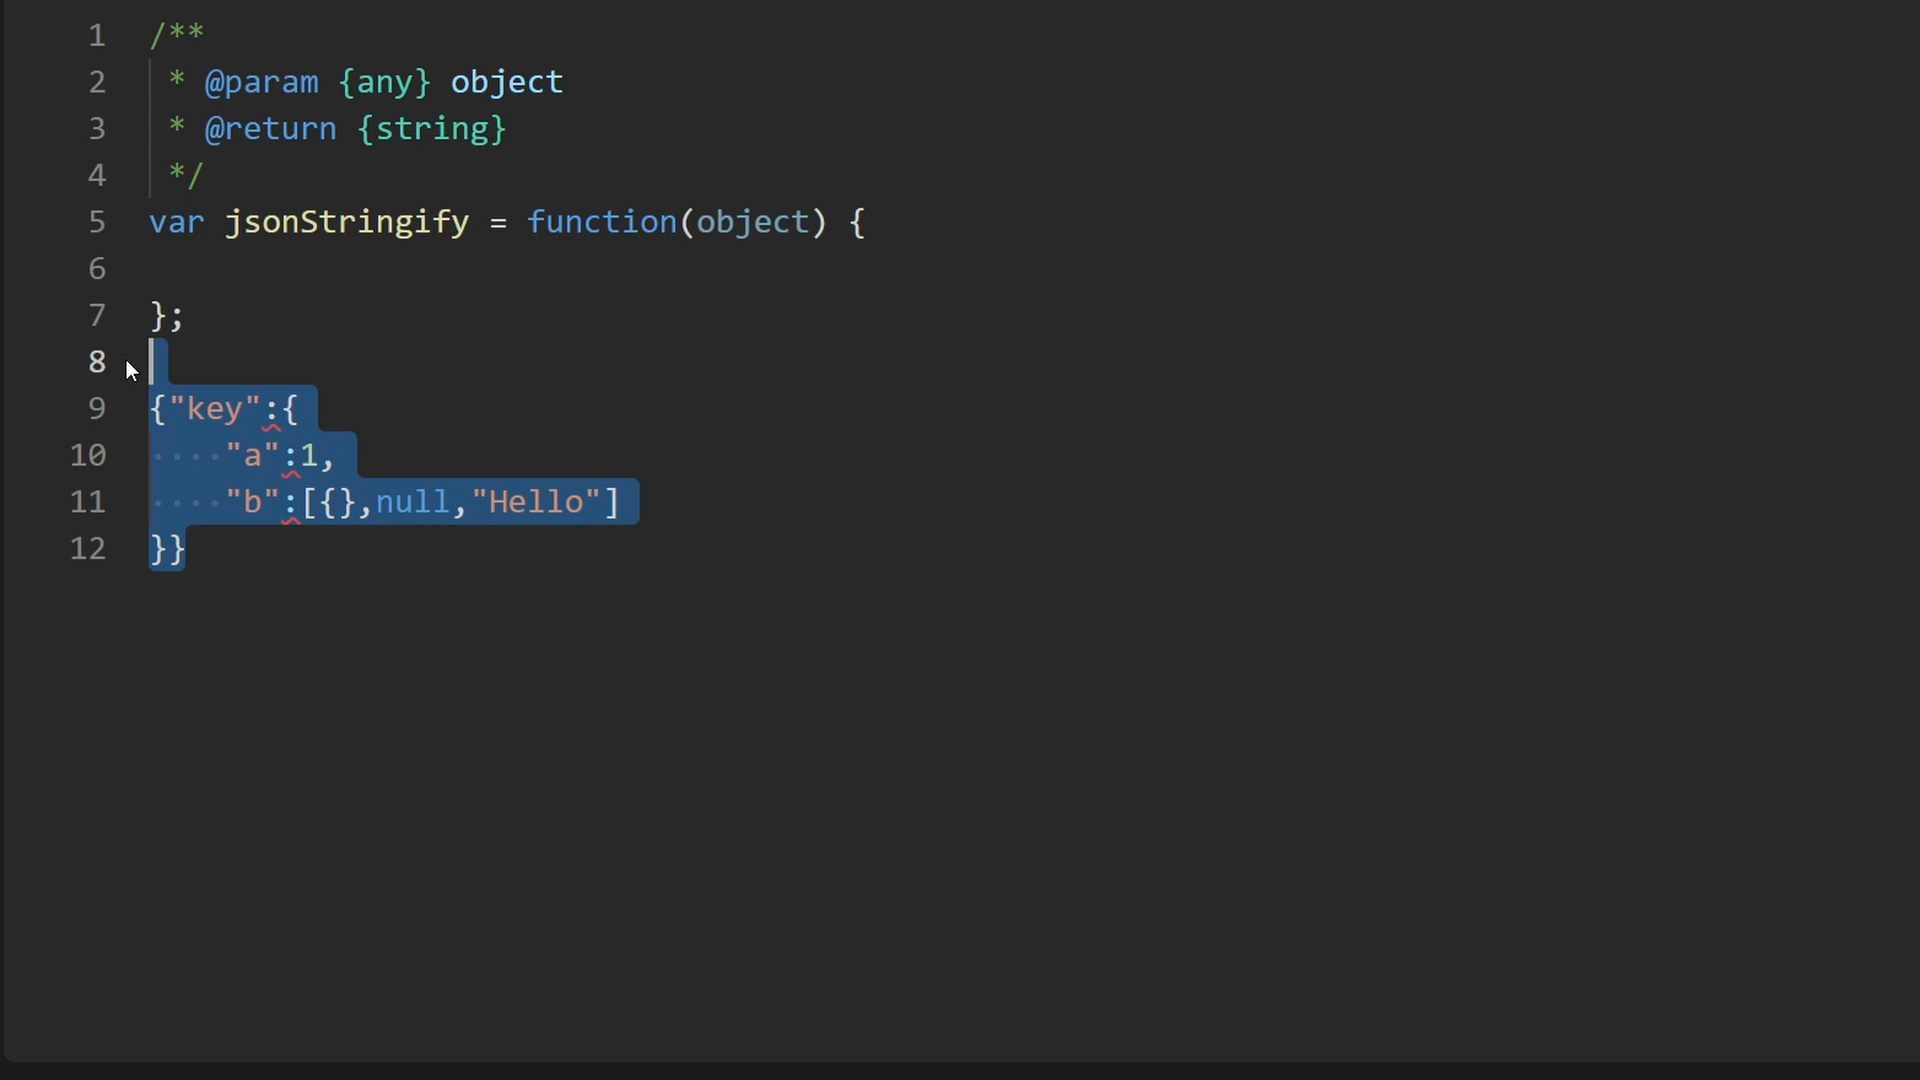 1 /**
2  * @param {any} object
3  * @return {string}
4  */
5 var jsonStringify = function(object) {
6
7 };
8
9 {"key":{
10     "a":1,
11     "b":[{},null,"Hello"]
12 }}